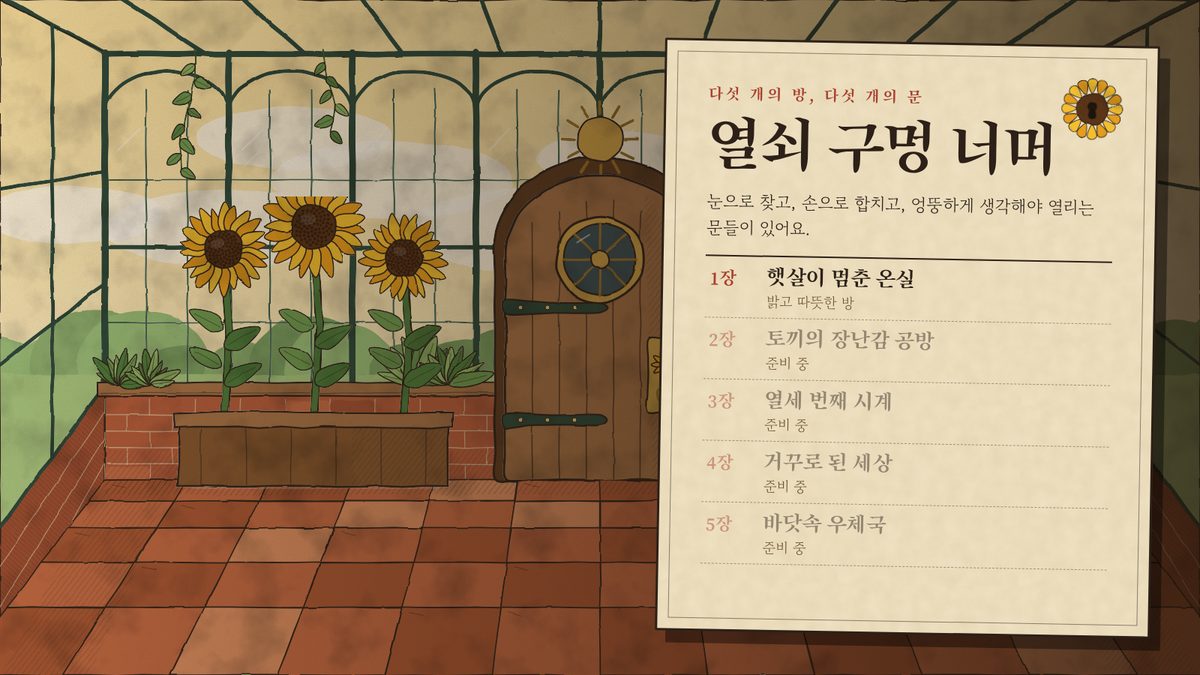 다섯 개의 방, 다섯 개의 문
열쇠 구멍 너머
눈으로 찾고, 손으로 합치고, 엉뚱하게 생각해야 열리는
문들이 있어요.
1장 햇살이 멈춘 온실
밝고 따뜻한 방
2장 토끼의 장난감 공방
준비 중
3장 열세 번째 시계
준비 중
4장 거꾸로 된 세상
준비 중
5장 바닷속 우체국
준비 중